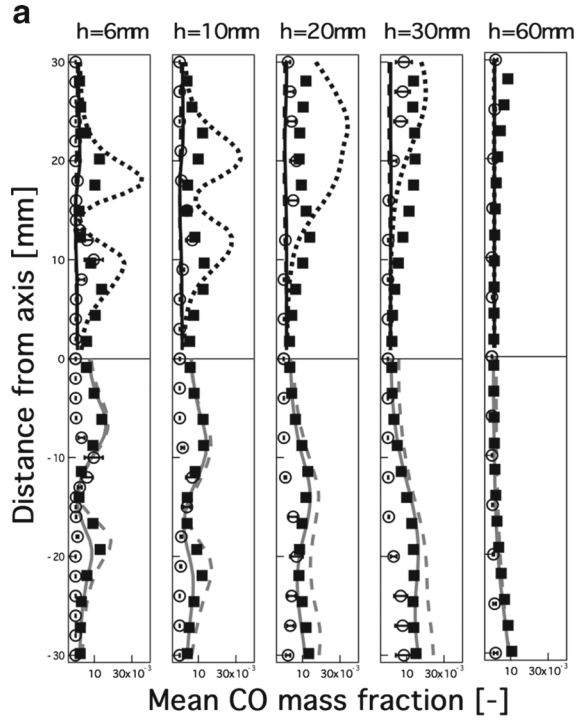 a
h=6mm h=10mm h=20mm h=30mm h=60mm
30
20
10
0
-10
-20
-30
10 30x10⁻³ 10 30x10⁻³ 10 30x10⁻³ 10 30x10⁻³ 10 30x10⁻³
Distance from axis [mm]
Mean CO mass fraction [-]